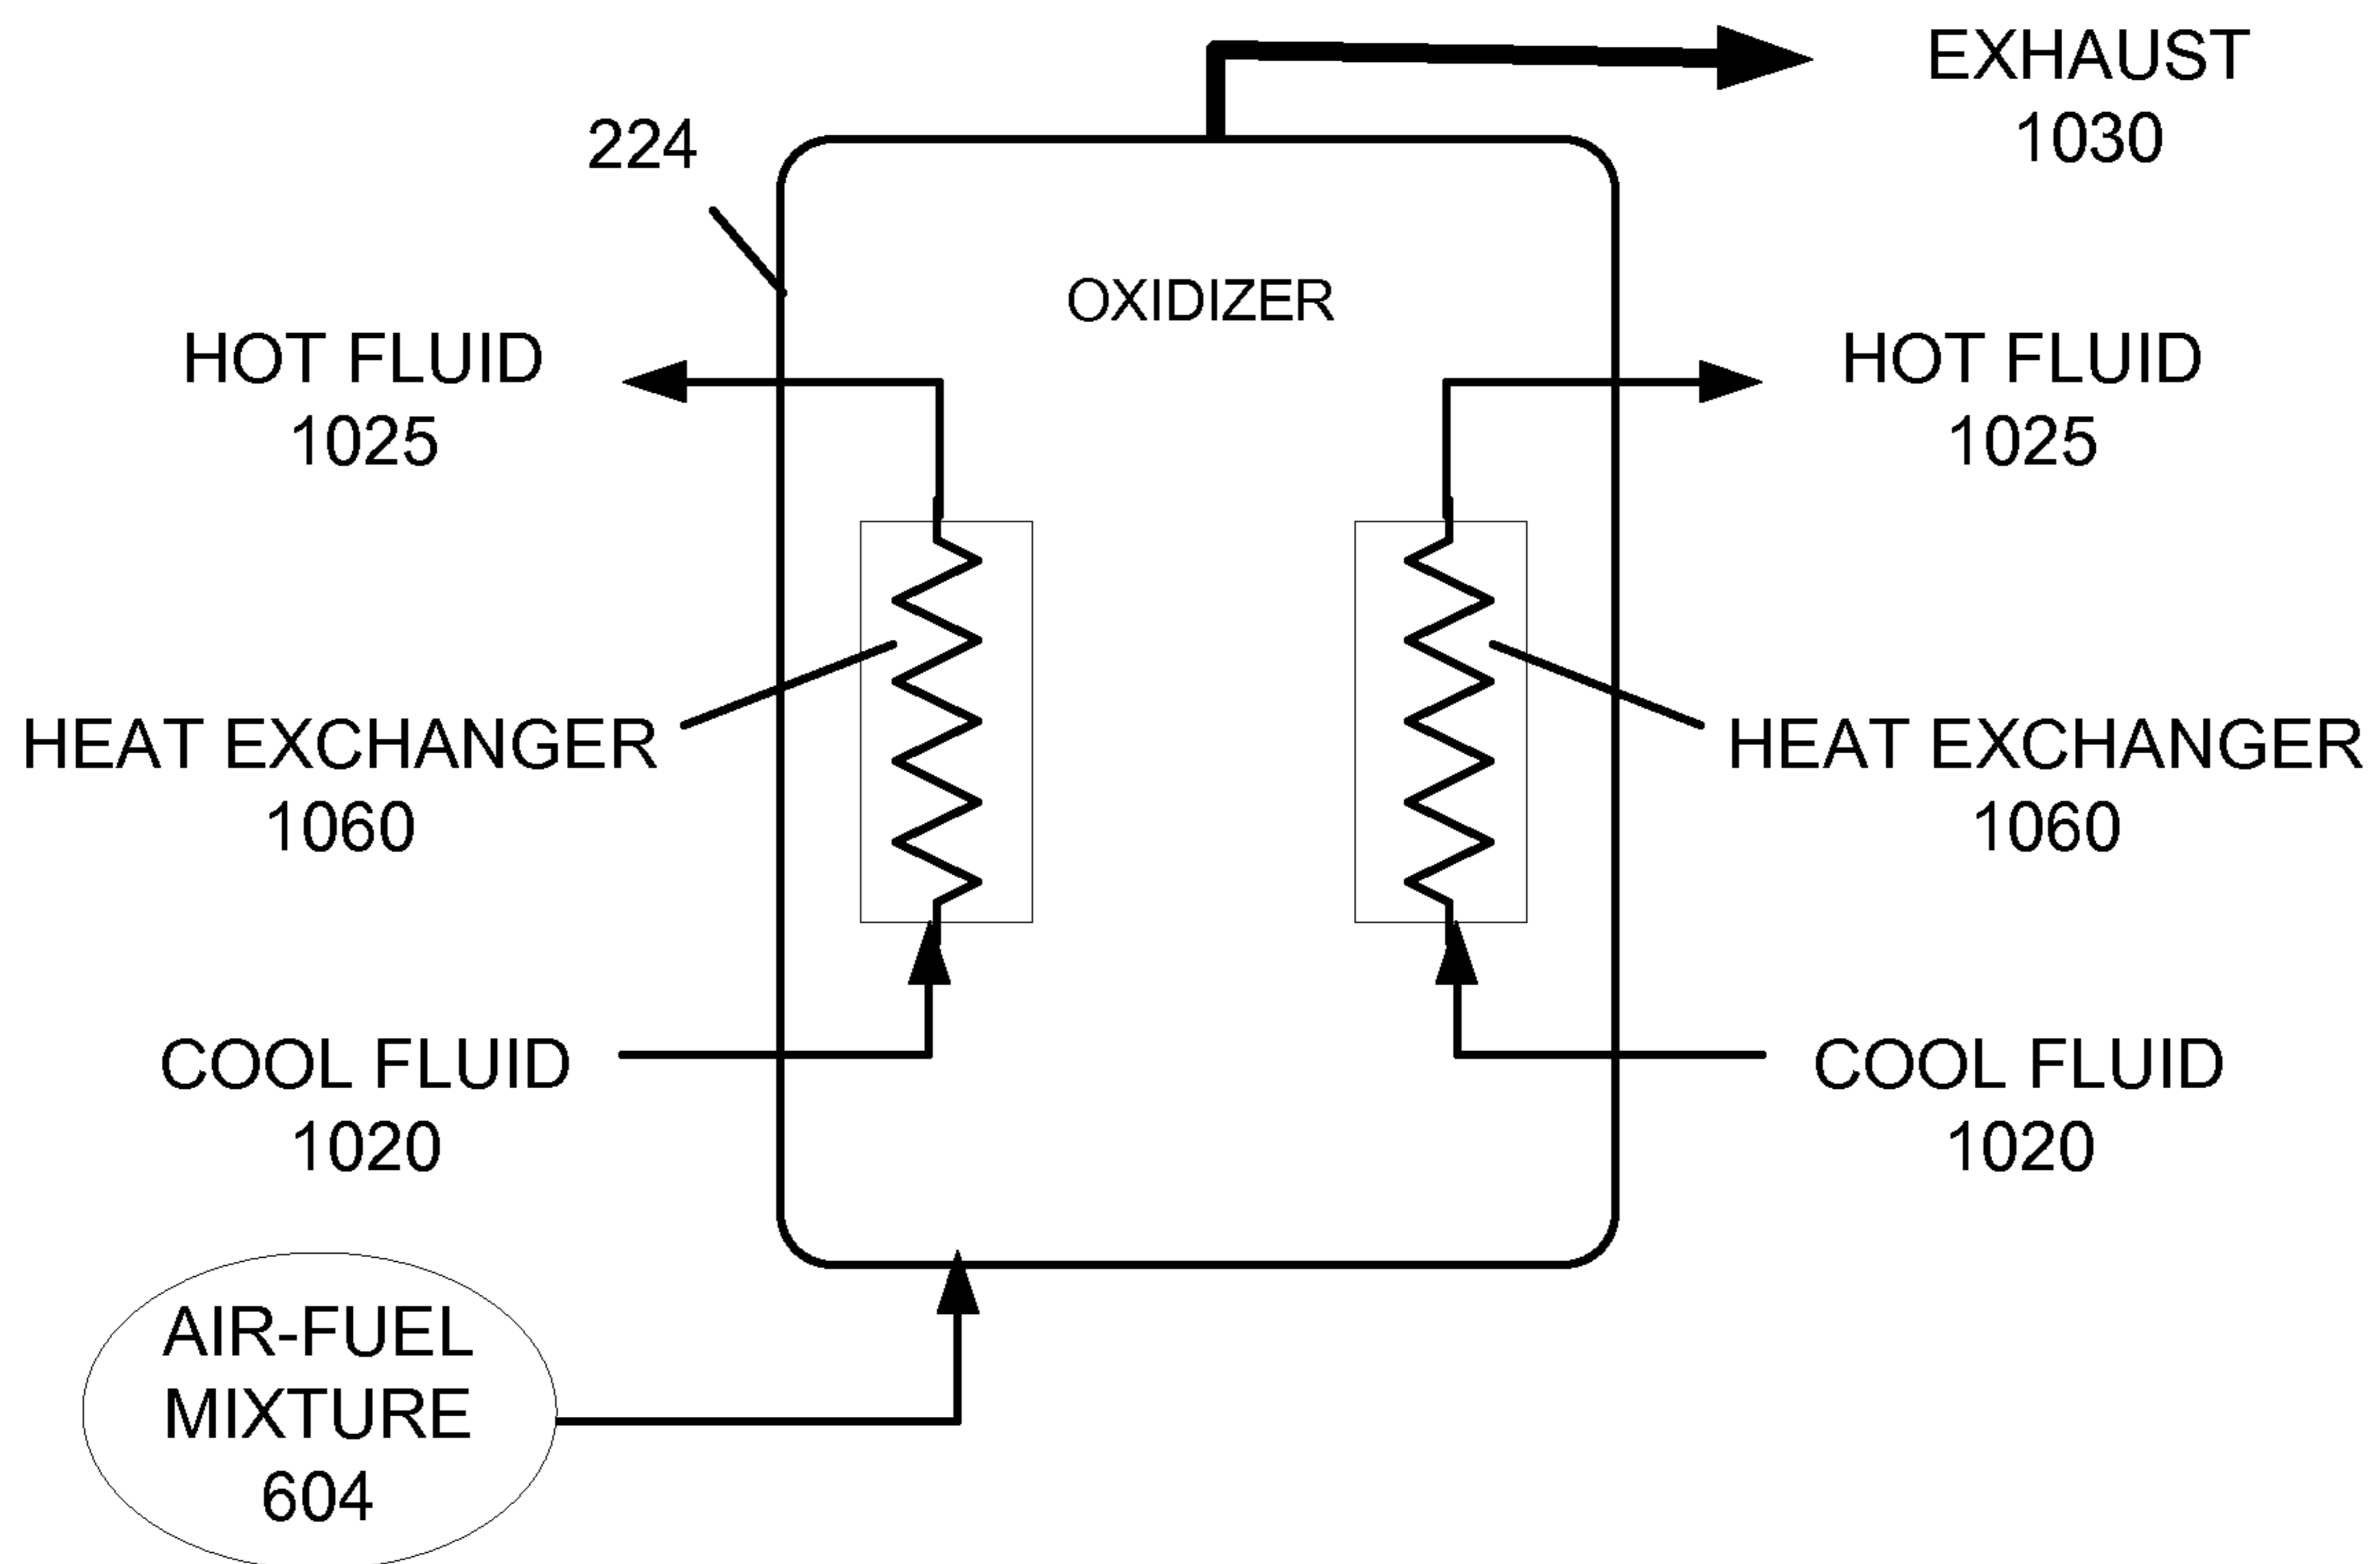 EXHAUST
1030
224
OXIDIZER
HOT FLUID
1025
HOT FLUID
1025
HEAT EXCHANGER
1060
HEAT EXCHANGER
1060
COOL FLUID
1020
COOL FLUID
1020
AIR-FUEL
MIXTURE
604